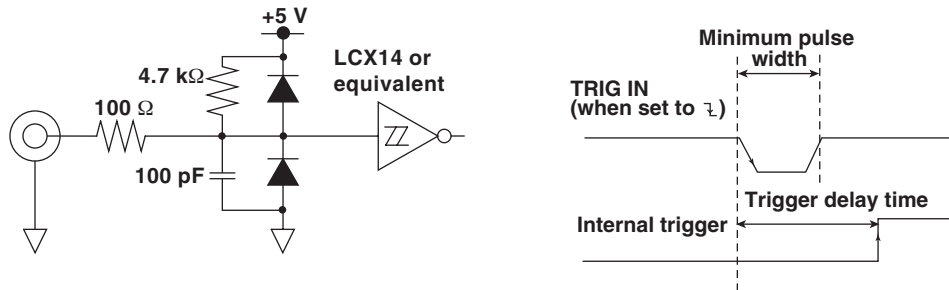 +5 V
4.7 kΩ
LCX14 or
equivalent
100 Ω
100 pF
Minimum pulse
width
TRIG IN
(when set to )
Trigger delay time
Internal trigger